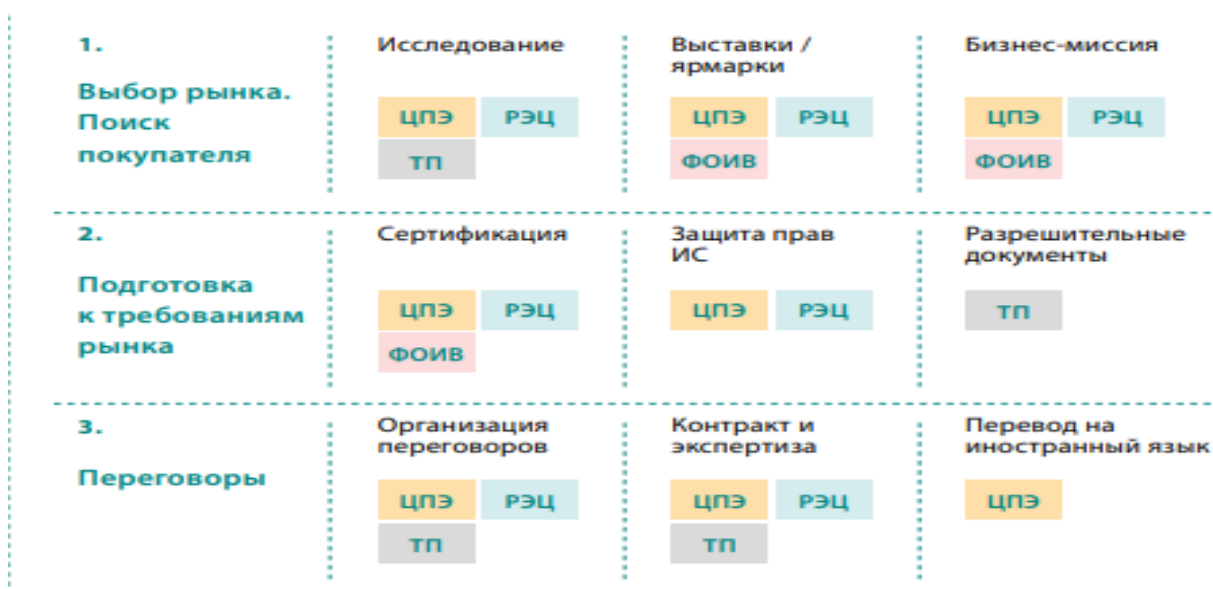 1.
Выбор рынка.
Поиск
покупателя
Исследование
ЦПЭ РЭЦ
ТП
Выставки /
ярмарки
ЦПЭ РЭЦ
ФОИВ
Бизнес-миссия
ЦПЭ РЭЦ
ФОИВ
2.
Подготовка
к требованиям
рынка
Сертификация
ЦПЭ РЭЦ
ФОИВ
Защита прав
ИС
ЦПЭ РЭЦ
Разрешительные
документы
ТП
3.
Переговоры
Организация
переговоров
ЦПЭ РЭЦ
ТП
Контракт и
экспертиза
ЦПЭ РЭЦ
ТП
Перевод на
иностранный язык
ЦПЭ